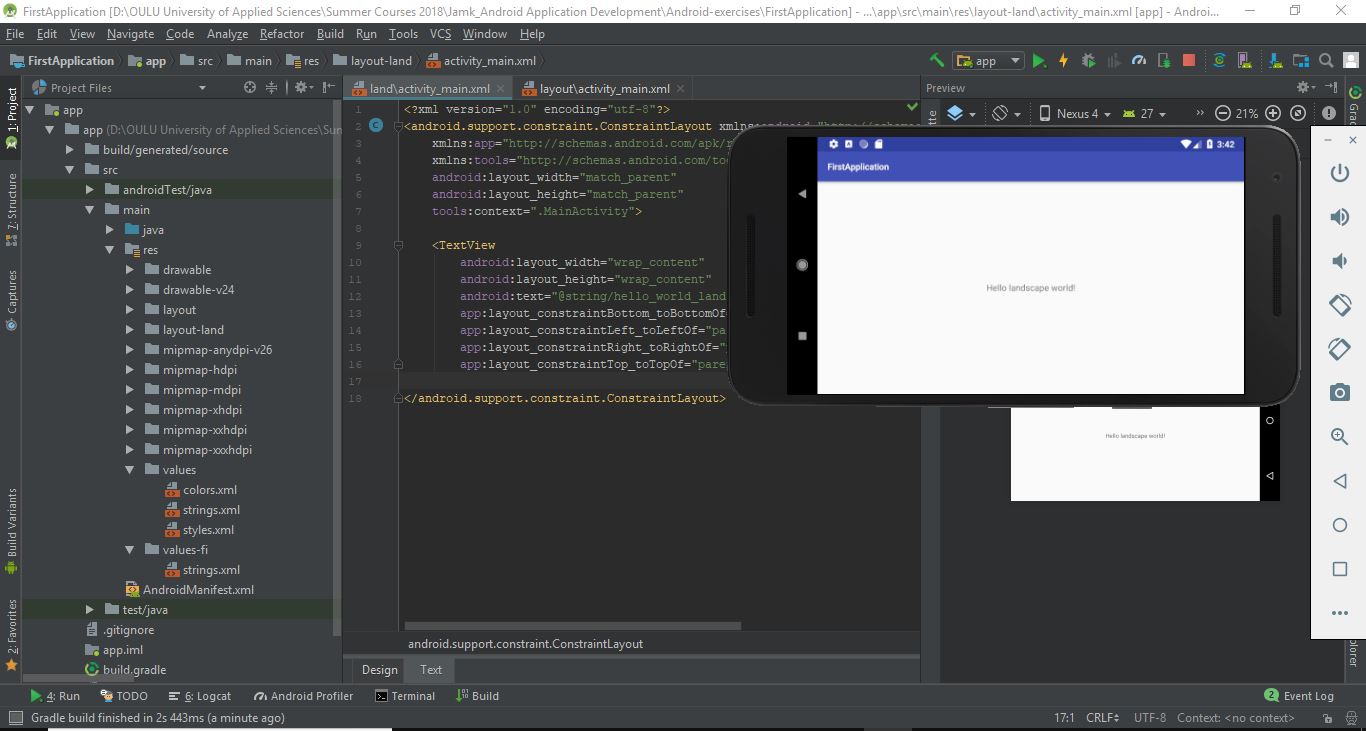 FirstApplication [D:\OULU University of Applied Sciences\Summer Courses 2018\Jamk_Android Application Development\Android-exercises\FirstApplication] - ...\app\src\main\res\layout-land\activity_main.xml [app] - Androi...
File Edit View Navigate Code Analyze Refactor Build Run Tools VCS Window Help
FirstApplication app src main res layout-land activity_main.xml app
Project Files land\activity_main.xml layout\activity_main.xml Preview
Nexus 4 27 21%
1: Project
7: Structure
Captures
Build Variants
2: Favorites
app
app (D:\OULU University of Applied Sciences\Sum
build/generated/source
src
androidTest/java
main
java
res
drawable
drawable-v24
layout
layout-land
mipmap-anydpi-v26
mipmap-hdpi
mipmap-mdpi
mipmap-xhdpi
mipmap-xxhdpi
mipmap-xxxhdpi
values
colors.xml
strings.xml
styles.xml
values-fi
strings.xml
AndroidManifest.xml
test/java
.gitignore
app.iml
build.gradle
1 <?xml version="1.0" encoding="utf-8"?>
2 <android.support.constraint.ConstraintLayout
3 xmlns:app="http://schemas.android.com/apk/
4 xmlns:tools="http://schemas.android.com/
5 android:layout_width="match_parent"
6 android:layout_height="match_parent"
7 tools:context=".MainActivity">
8
9 <TextView
10 android:layout_width="wrap_content"
11 android:layout_height="wrap_content"
12 android:text="@string/hello_world_land
13 app:layout_constraintBottom_toBottomOf
14 app:layout_constraintLeft_toLeftOf="pa
15 app:layout_constraintRight_toRightOf="
16 app:layout_constraintTop_toTopOf="pare
17
18 </android.support.constraint.ConstraintLayout>
3:42
FirstApplication
Hello landscape world!
Hello landscape world!
android.support.constraint.ConstraintLayout
Design Text
4: Run TODO 6: Logcat Android Profiler Terminal Build 2 Event Log
Gradle build finished in 2s 443ms (a minute ago) 17:1 CRLF UTF-8 Context: <no context>